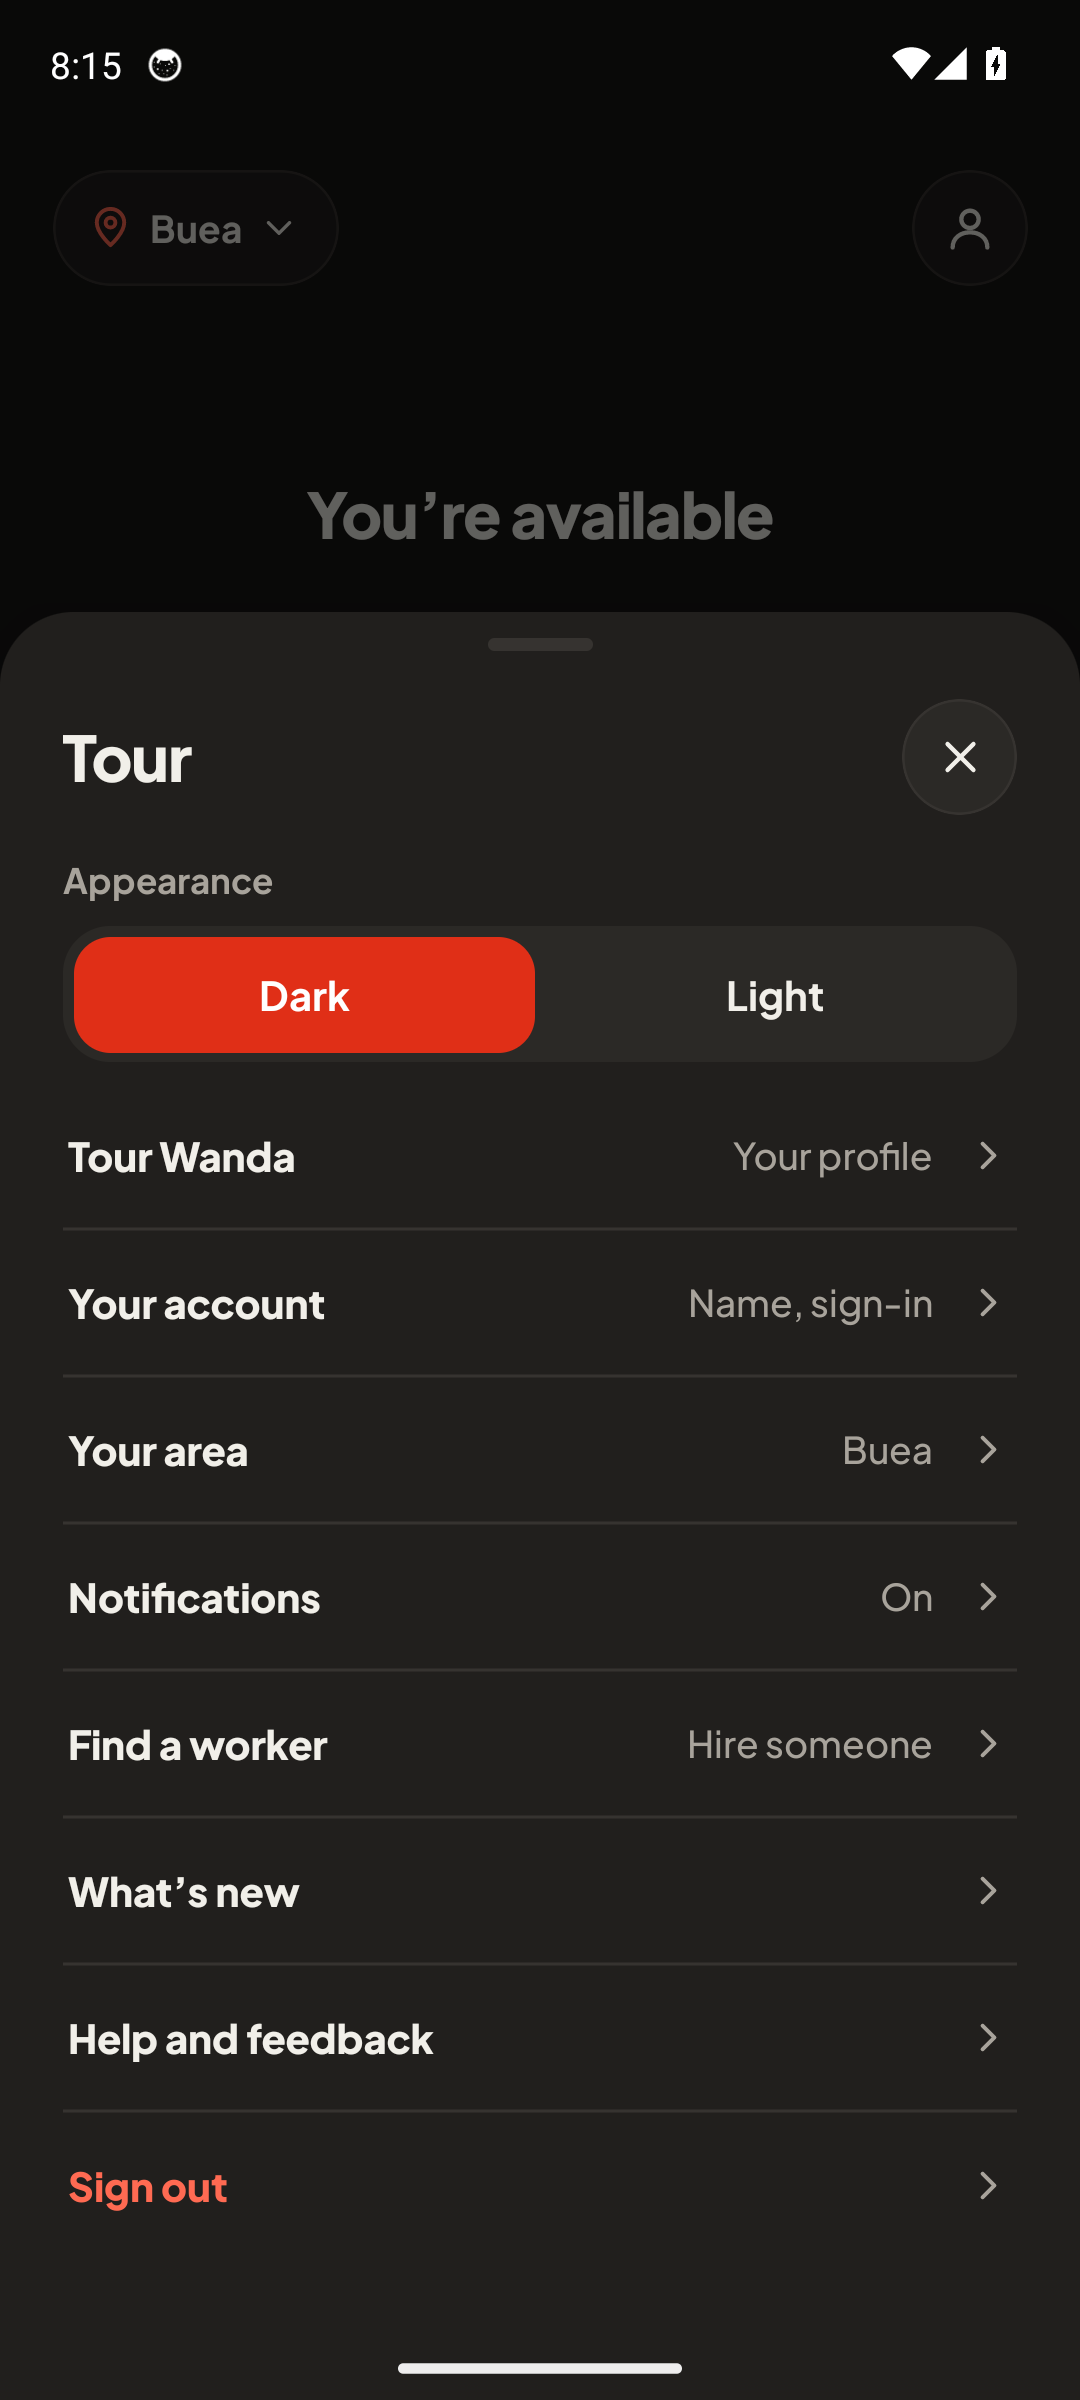 8:15
Buea
You’re available
Tour
Appearance
Dark
Light
Tour Wanda
Your profile
Your account
Name, sign-in
Your area
Buea
Notifications
On
Find a worker
Hire someone
What’s new
Help and feedback
Sign out